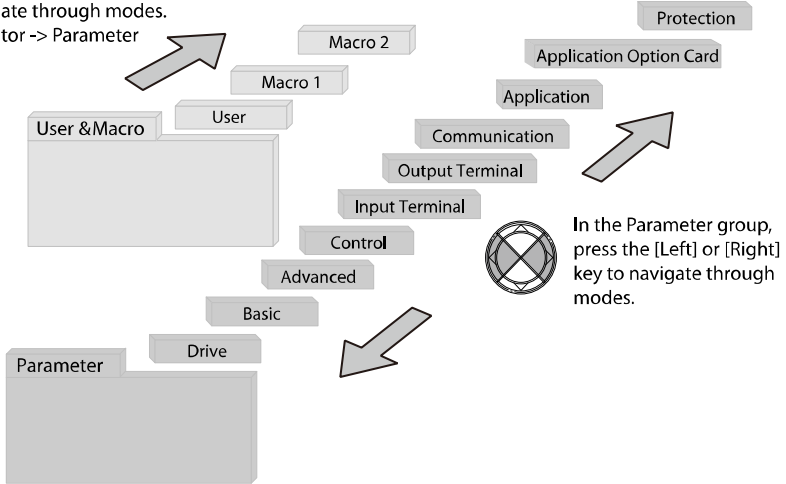 ate through modes.
tor -> Parameter
Macro 2
Macro 1
User
User &Macro
Protection
Application Option Card
Application
Communication
Output Terminal
Input Terminal
Control
Advanced
Basic
Drive
Parameter
In the Parameter group,
press the [Left] or [Right]
key to navigate through
modes.